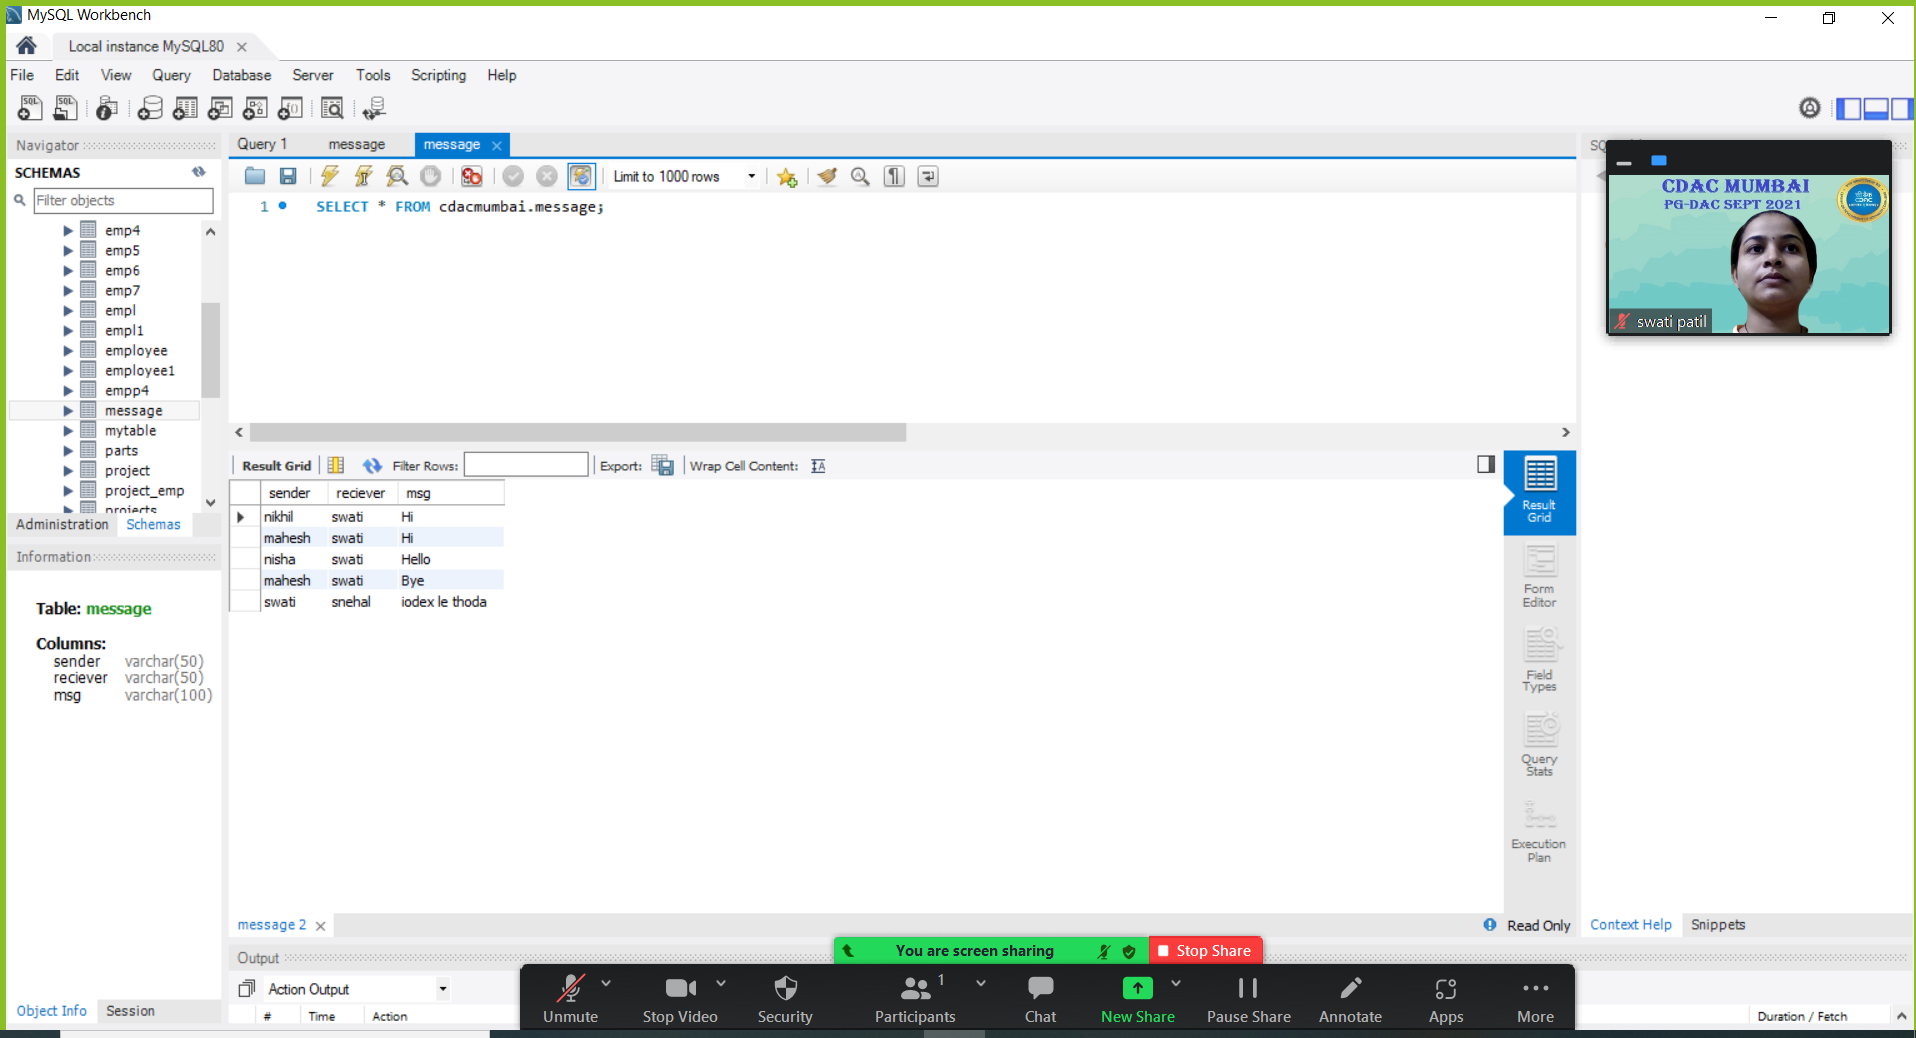 MySQL Workbench
Local instance MySQL80
File Edit View Query Database Server Tools Scripting Help
Navigator
SCHEMAS
Filter objects
emp4
emp5
emp6
emp7
empl
empl1
employee
employee1
empp4
message
mytable
parts
project
project_emp
projects
Administration Schemas
Information
Table: message
Columns:
sender varchar(50)
reciever varchar(50)
msg varchar(100)
Object Info Session
Query 1 message message
Limit to 1000 rows
1 SELECT * FROM cdacmumbai.message;
Result Grid Filter Rows: Export: Wrap Cell Content:
sender reciever msg
nikhil swati Hi
mahesh swati Hi
nisha swati Hello
mahesh swati Bye
swati snehal iodex le thoda
Result
Grid
Form
Editor
Field
Types
Query
Stats
Execution
Plan
message 2
Read Only
Context Help Snippets
CDAC MUMBAI
PG-DAC SEPT 2021
swati patil
Output
Action Output
# Time Action
Duration / Fetch
You are screen sharing Stop Share
Unmute Stop Video Security Participants 1 Chat New Share Pause Share Annotate Apps More